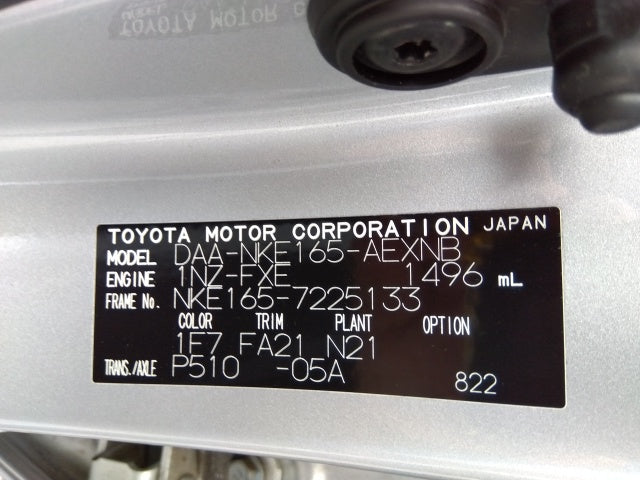 TOYOTA MOTOR CORPORATION JAPAN
MODEL DAA-NKE165-AEXNB
ENGINE 1NZ-FXE 1496 mL
FRAME No. NKE165-7225133
COLOR TRIM PLANT OPTION
1F7 FA21 N21
TRANS./AXLE P510 -05A 822